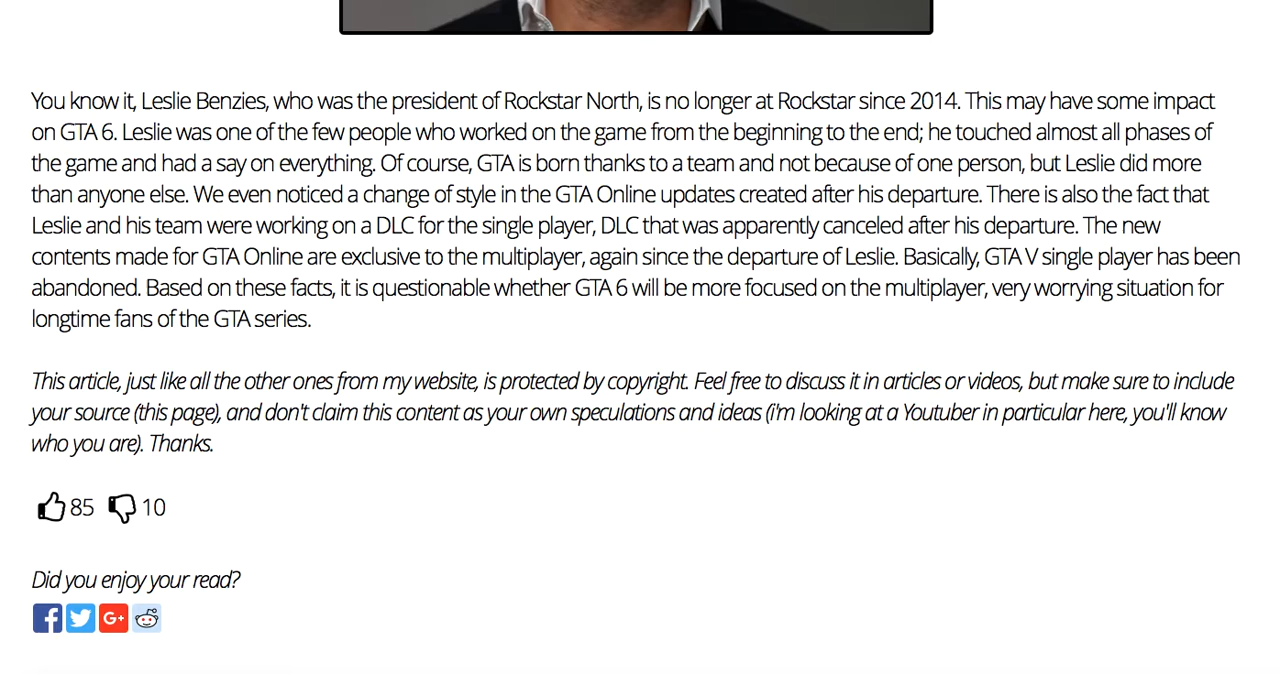 You know it, Leslie Benzies, who was the president of Rockstar North, is no longer at Rockstar since 2014. This may have some impact
on GTA 6. Leslie was one of the few people who worked on the game from the beginning to the end; he touched almost all phases of
the game and had a say on everything. Of course, GTA is born thanks to a team and not because of one person, but Leslie did more
than anyone else. We even noticed a change of style in the GTA Online updates created after his departure. There is also the fact that
Leslie and his team were working on a DLC for the single player, DLC that was apparently canceled after his departure. The new
contents made for GTA Online are exclusive to the multiplayer, again since the departure of Leslie. Basically, GTA V single player has been
abandoned. Based on these facts, it is questionable whether GTA 6 will be more focused on the multiplayer, very worrying situation for
longtime fans of the GTA series.
This article, just like all the other ones from my website, is protected by copyright. Feel free to discuss it in articles or videos, but make sure to include
your source (this page), and don't claim this content as your own speculations and ideas (i'm looking at a Youtuber in particular here, you'll know
who you are). Thanks.
85 10
Did you enjoy your read?
f G+